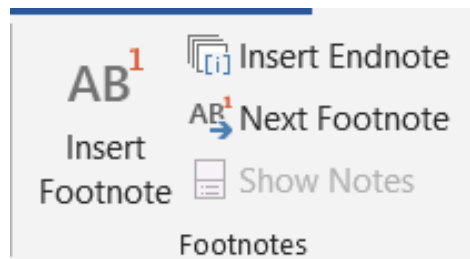 AB1
Insert
Footnote
[i] Insert Endnote
AB1 Next Footnote
Show Notes
Footnotes